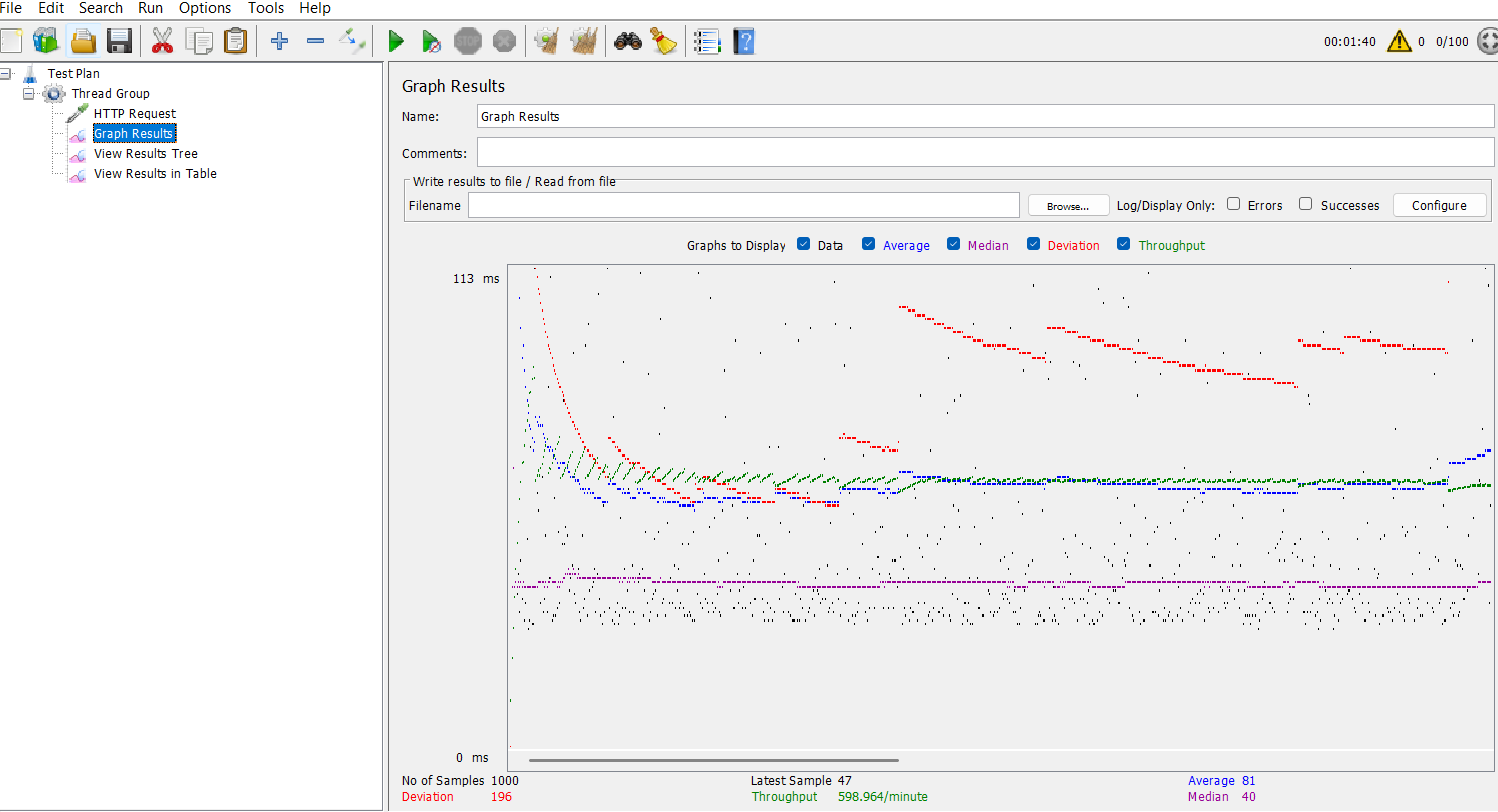 File Edit Search Run Options Tools Help
STOP 00:01:40 0 0/100
Test Plan
Thread Group
HTTP Request
Graph Results
View Results Tree
View Results in Table
Graph Results
Name: Graph Results
Comments:
Write results to file / Read from file
Filename Browse... Log/Display Only: Errors Successes Configure
Graphs to Display Data Average Median Deviation Throughput
113 ms
0 ms
No of Samples 1000 Latest Sample 47 Average 81
Deviation 196 Throughput 598.964/minute Median 40